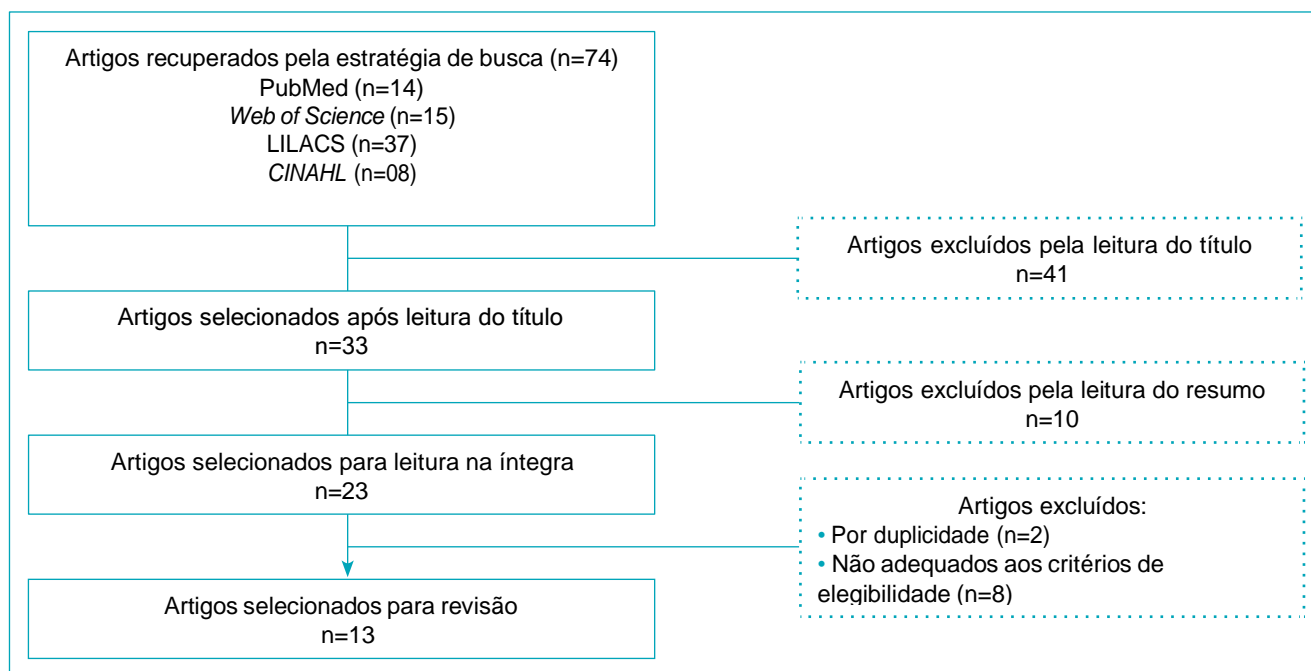 Artigos recuperados pela estratégia de busca (n=74)
PubMed (n=14)
Web of Science (n=15)
LILACS (n=37)
CINAHL (n=08)
Artigos excluídos pela leitura do título
n=41
Artigos selecionados após leitura do título
n=33
Artigos excluídos pela leitura do resumo
n=10
Artigos selecionados para leitura na íntegra
n=23
Artigos excluídos:
• Por duplicidade (n=2)
• Não adequados aos critérios de
elegibilidade (n=8)
Artigos selecionados para revisão
n=13